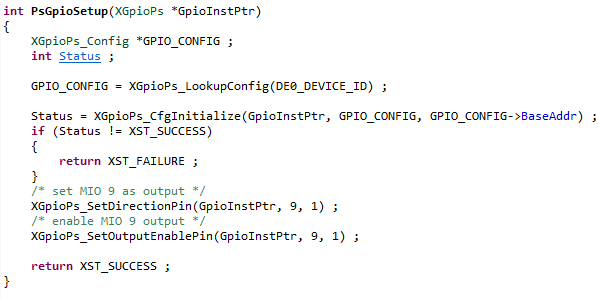 int PsGpioSetup(XGpioPs *GpioInstPtr)
{
XGpioPs_Config *GPIO_CONFIG ;
int Status ;
GPIO_CONFIG = XGpioPs_LookupConfig(DE0_DEVICE_ID) ;
Status = XGpioPs_CfgInitialize(GpioInstPtr, GPIO_CONFIG, GPIO_CONFIG->BaseAddr) ;
if (Status != XST_SUCCESS)
{
return XST_FAILURE ;
}
/* set MIO 9 as output */
XGpioPs_SetDirectionPin(GpioInstPtr, 9, 1) ;
/* enable MIO 9 output */
XGpioPs_SetOutputEnablePin(GpioInstPtr, 9, 1) ;
return XST_SUCCESS ;
}